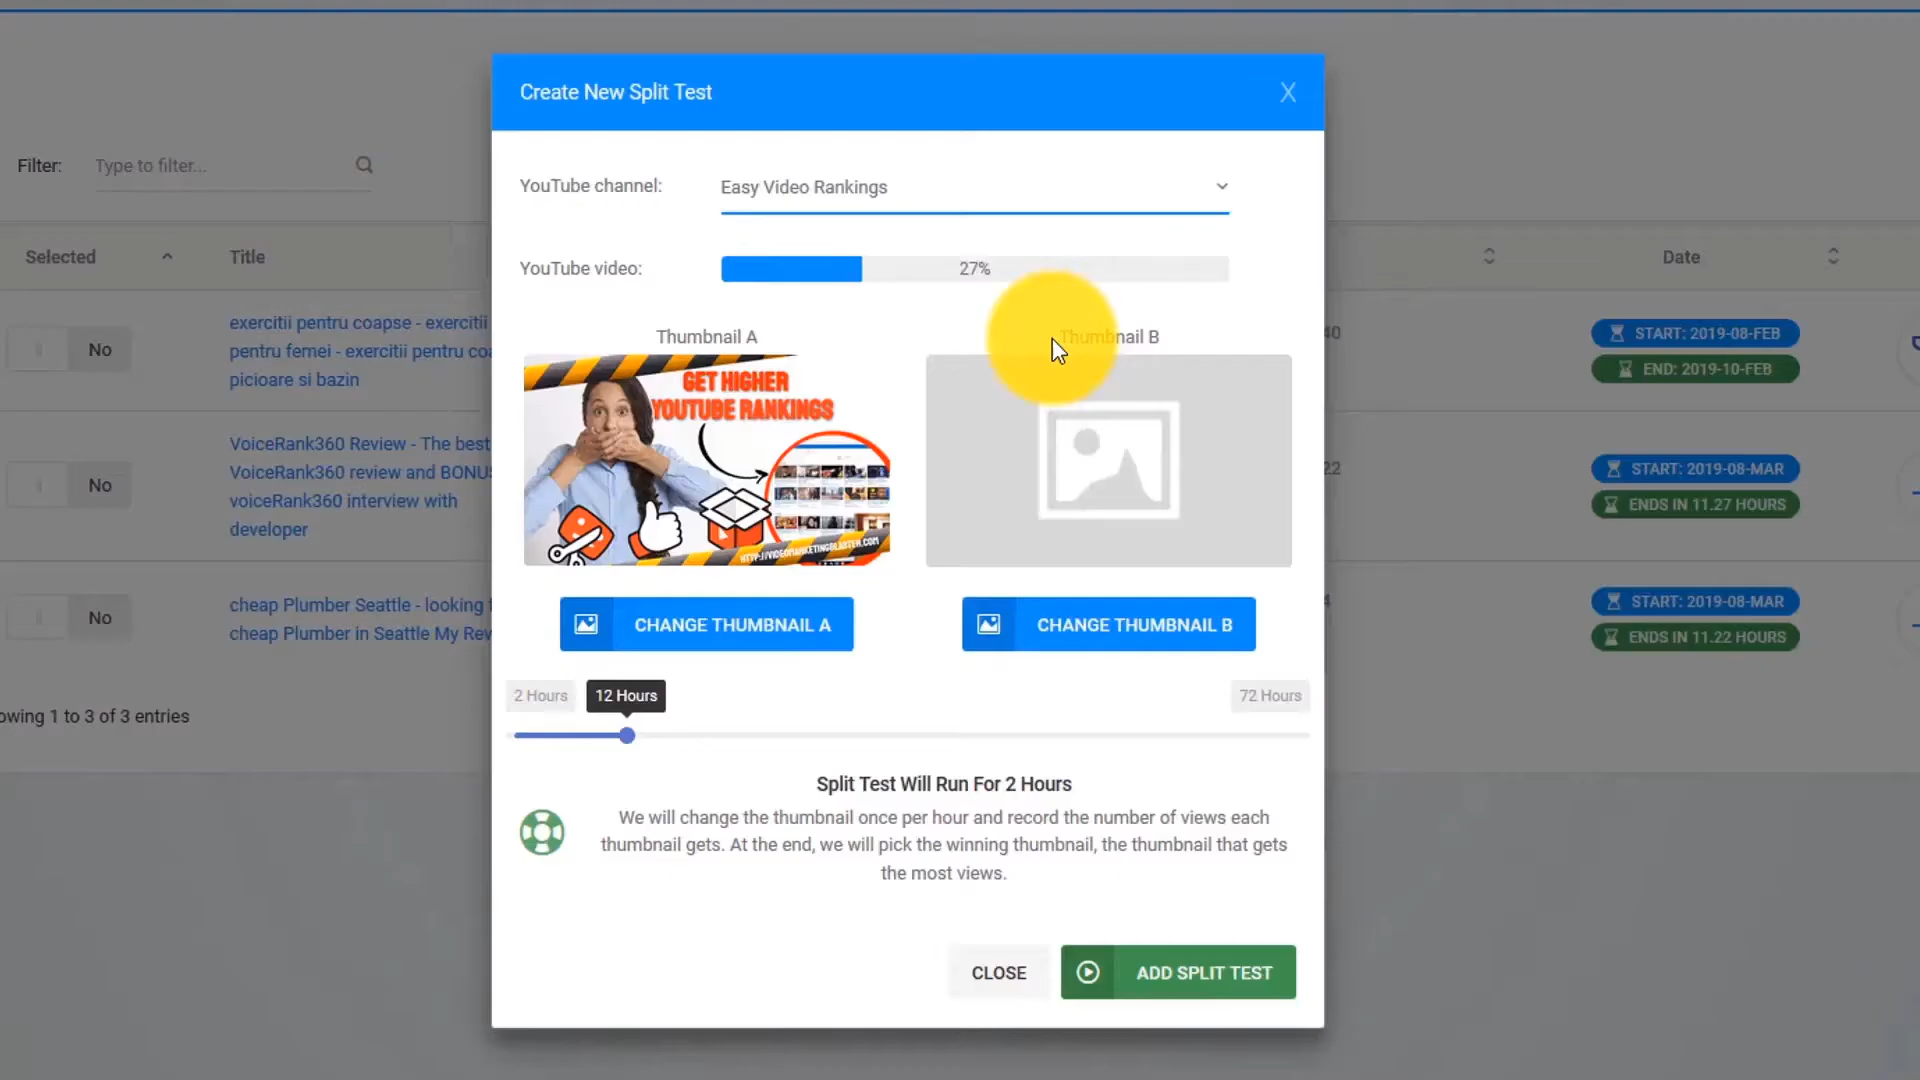 Create New Split Test
X
Filter:
Type to filter...
YouTube channel:
Easy Video Rankings
YouTube video:
27%
Selected
Title
Date
Thumbnail A
Thumbnail B
exercitii pentru coapse - exercitii
pentru femei - exercitii pentru coa
picioare si bazin
No
40
START: 2019-08-FEB
END: 2019-10-FEB
GET HIGHER
YOUTUBE RANKINGS
HTTP://VIDEOMARKETINGBLASTER.COM
VoiceRank360 Review - The best
VoiceRank360 review and BONUS
voiceRank360 interview with
developer
No
22
START: 2019-08-MAR
ENDS IN 11.27 HOURS
cheap Plumber Seattle - looking
cheap Plumber in Seattle My Rev
No
START: 2019-08-MAR
ENDS IN 11.22 HOURS
CHANGE THUMBNAIL A
CHANGE THUMBNAIL B
2 Hours
12 Hours
72 Hours
owing 1 to 3 of 3 entries
Split Test Will Run For 2 Hours
We will change the thumbnail once per hour and record the number of views each
thumbnail gets. At the end, we will pick the winning thumbnail, the thumbnail that gets
the most views.
CLOSE
ADD SPLIT TEST